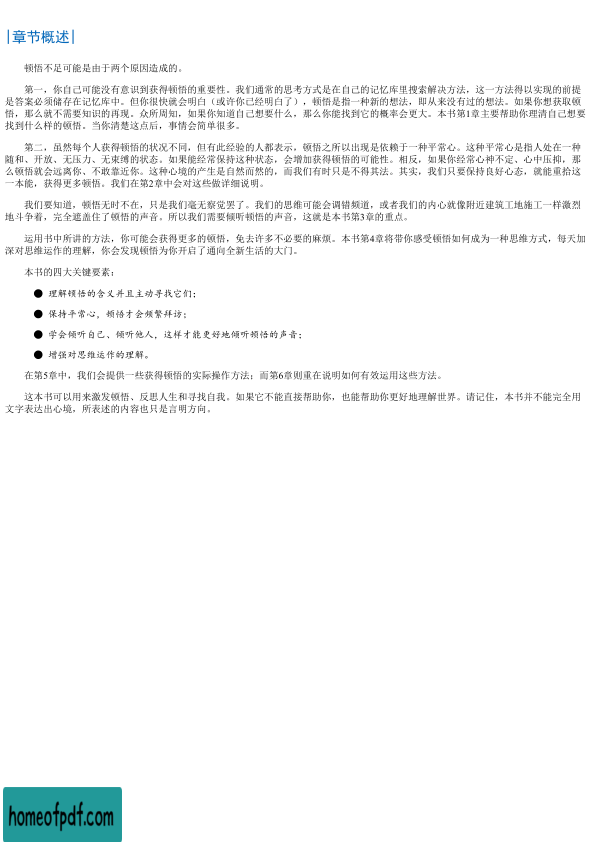 |章节概述|
顿悟不足可能是由于两个原因造成的。
第一，你自己可能没有意识到获得顿悟的重要性。我们通常的思考方式是在自己的记忆库里搜索解决方法，这一方法得以实现的前提
是答案必须储存在记忆库中。但你很快就会明白（或许你已经明白了），顿悟是指一种新的想法，即从来没有过的想法。如果你想获取顿
悟，那么就不需要知识的再现。众所周知，如果你知道自己想要什么，那么你能找到它的概率会更大。本书第1章主要帮助你理清自己想要
找到什么样的顿悟。当你清楚这点后，事情会简单很多。
第二，虽然每个人获得顿悟的状况不同，但有此经验的人都表示，顿悟之所以出现是依赖于一种平常心。这种平常心是指人处在一种
随和、开放、无压力、无束缚的状态。如果能经常保持这种状态，会增加获得顿悟的可能性。相反，如果你经常心神不定、心中压抑，那
么顿悟就会远离你、不敢靠近你。这种心境的产生是自然而然的，而我们有时只是不得其法。其实，我们只要保持良好心态，就能重拾这
一本能，获得更多顿悟。我们在第2章中会对这些做详细说明。
我们要知道，顿悟无时不在，只是我们毫无察觉罢了。我们的思维可能会调错频道，或者我们的内心就像附近建筑工地施工一样激烈
地斗争着，完全遮盖住了顿悟的声音。所以我们需要倾听顿悟的声音，这就是本书第3章的重点。
运用书中所讲的方法，你可能会获得更多的顿悟，免去许多不必要的麻烦。本书第4章将带你感受顿悟如何成为一种思维方式，每天加
深对思维运作的理解，你会发现顿悟为你开启了通向全新生活的大门。
本书的四大关键要素：
● 理解顿悟的含义并且主动寻找它们；
● 保持平常心，顿悟才会频繁拜访；
● 学会倾听自己、倾听他人，这样才能更好地倾听顿悟的声音；
● 增强对思维运作的理解。
在第5章中，我们会提供一些获得顿悟的实际操作方法；而第6章则重在说明如何有效运用这些方法。
这本书可以用来激发顿悟、反思人生和寻找自我。如果它不能直接帮助你，也能帮助你更好地理解世界。请记住，本书并不能完全用
文字表达出心境，所表述的内容也只是言明方向。
homeofpdf.com